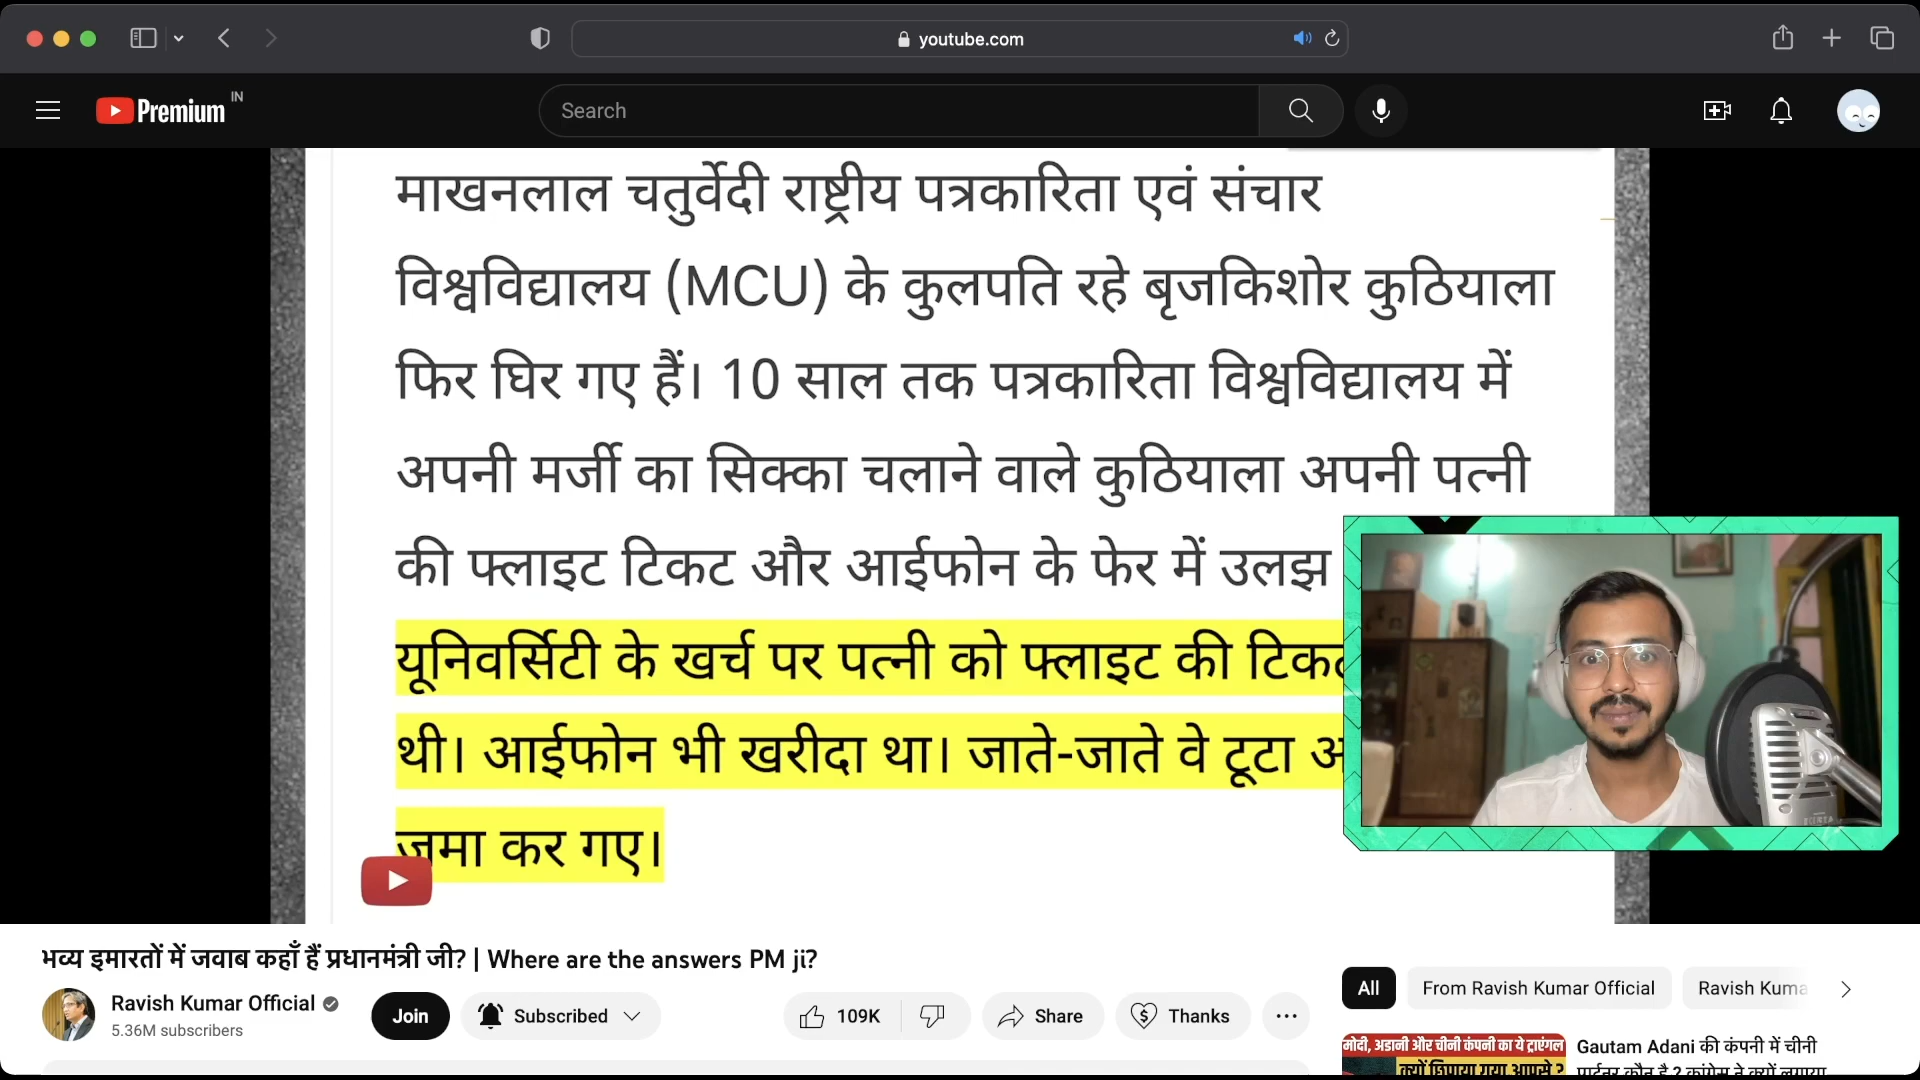 youtube.com
Premium IN
Search
माखनलाल चतुर्वेदी राष्ट्रीय पत्रकारिता एवं संचार
विश्वविद्यालय (MCU) के कुलपति रहे बृजकिशोर कुठियाला
फिर घिर गए हैं। 10 साल तक पत्रकारिता विश्वविद्यालय में
अपनी मर्जी का सिक्का चलाने वाले कुठियाला अपनी पत्नी
की फ्लाइट टिकट और आईफोन के फेर में उलझ
यूनिवर्सिटी के खर्च पर पत्नी को फ्लाइट की
थी। आईफोन भी खरीदा था। जाते-जाते वे टूटा
जमा कर गए।
भव्य इमारतों में जवाब कहाँ हैं प्रधानमंत्री जी? | Where are the answers PM ji?
Ravish Kumar Official
5.36M subscribers
Join
Subscribed
109K
Share
Thanks
All
From Ravish Kumar Official
Ravish
मोदी, अडानी और चीनी कंपनी का ये ट्राएंगल
Gautam Adani की कंपनी में चीनी